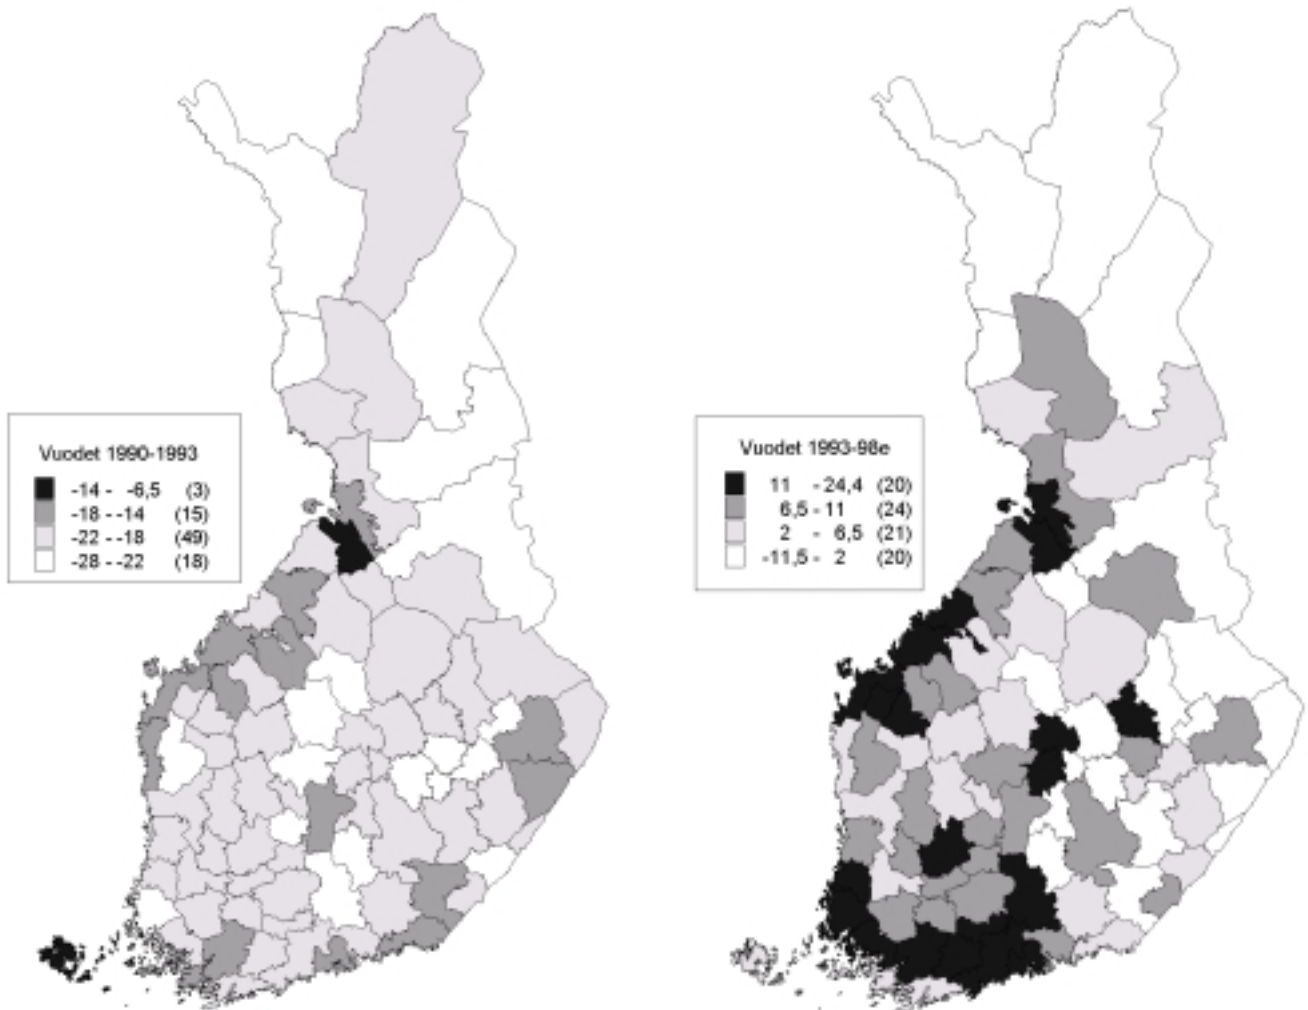 Vuodet 1990-1993
-14 - -6,5 (3)
-18 - -14 (15)
-22 - -18 (49)
-28 - -22 (18)
Vuodet 1993-98e
11 - 24,4 (20)
6,5 - 11 (24)
2 - 6,5 (21)
-11,5 - 2 (20)